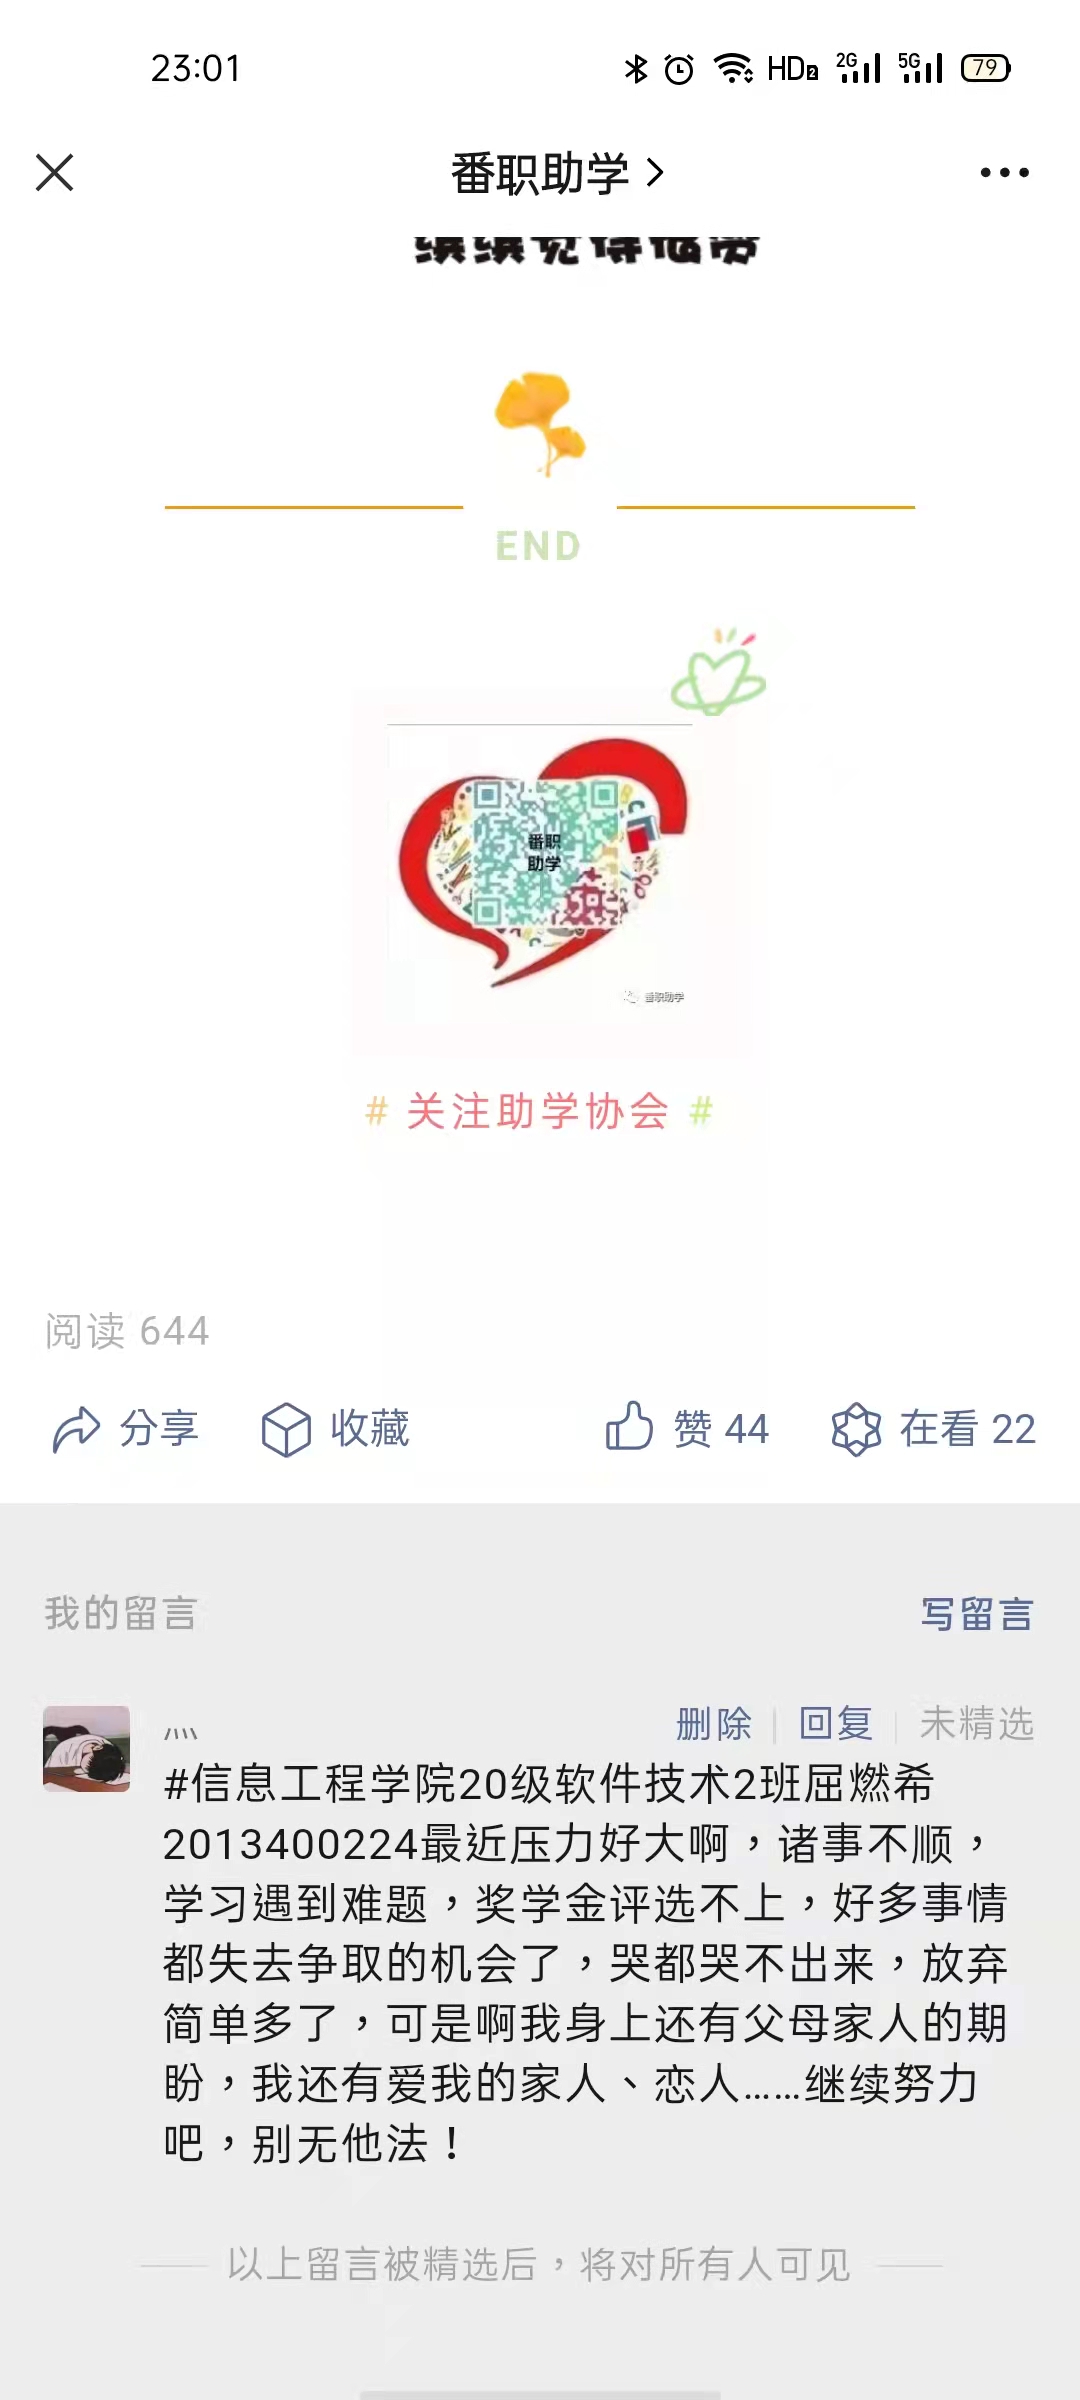 23:01
HD2 2G 5G 79
番职助学
END
番职
助学
番职助学
# 关注助学协会 #
阅读 644
分享 收藏 赞 44 在看 22
我的留言 写留言
灬 删除 回复 未精选
#信息工程学院20级软件技术2班屈燃希
2013400224最近压力好大啊，诸事不顺，
学习遇到难题，奖学金评选不上，好多事情
都失去争取的机会了，哭都哭不出来，放弃
简单多了，可是啊我身上还有父母家人的期
盼，我还有爱我的家人、恋人……继续努力
吧，别无他法！
以上留言被精选后，将对所有人可见